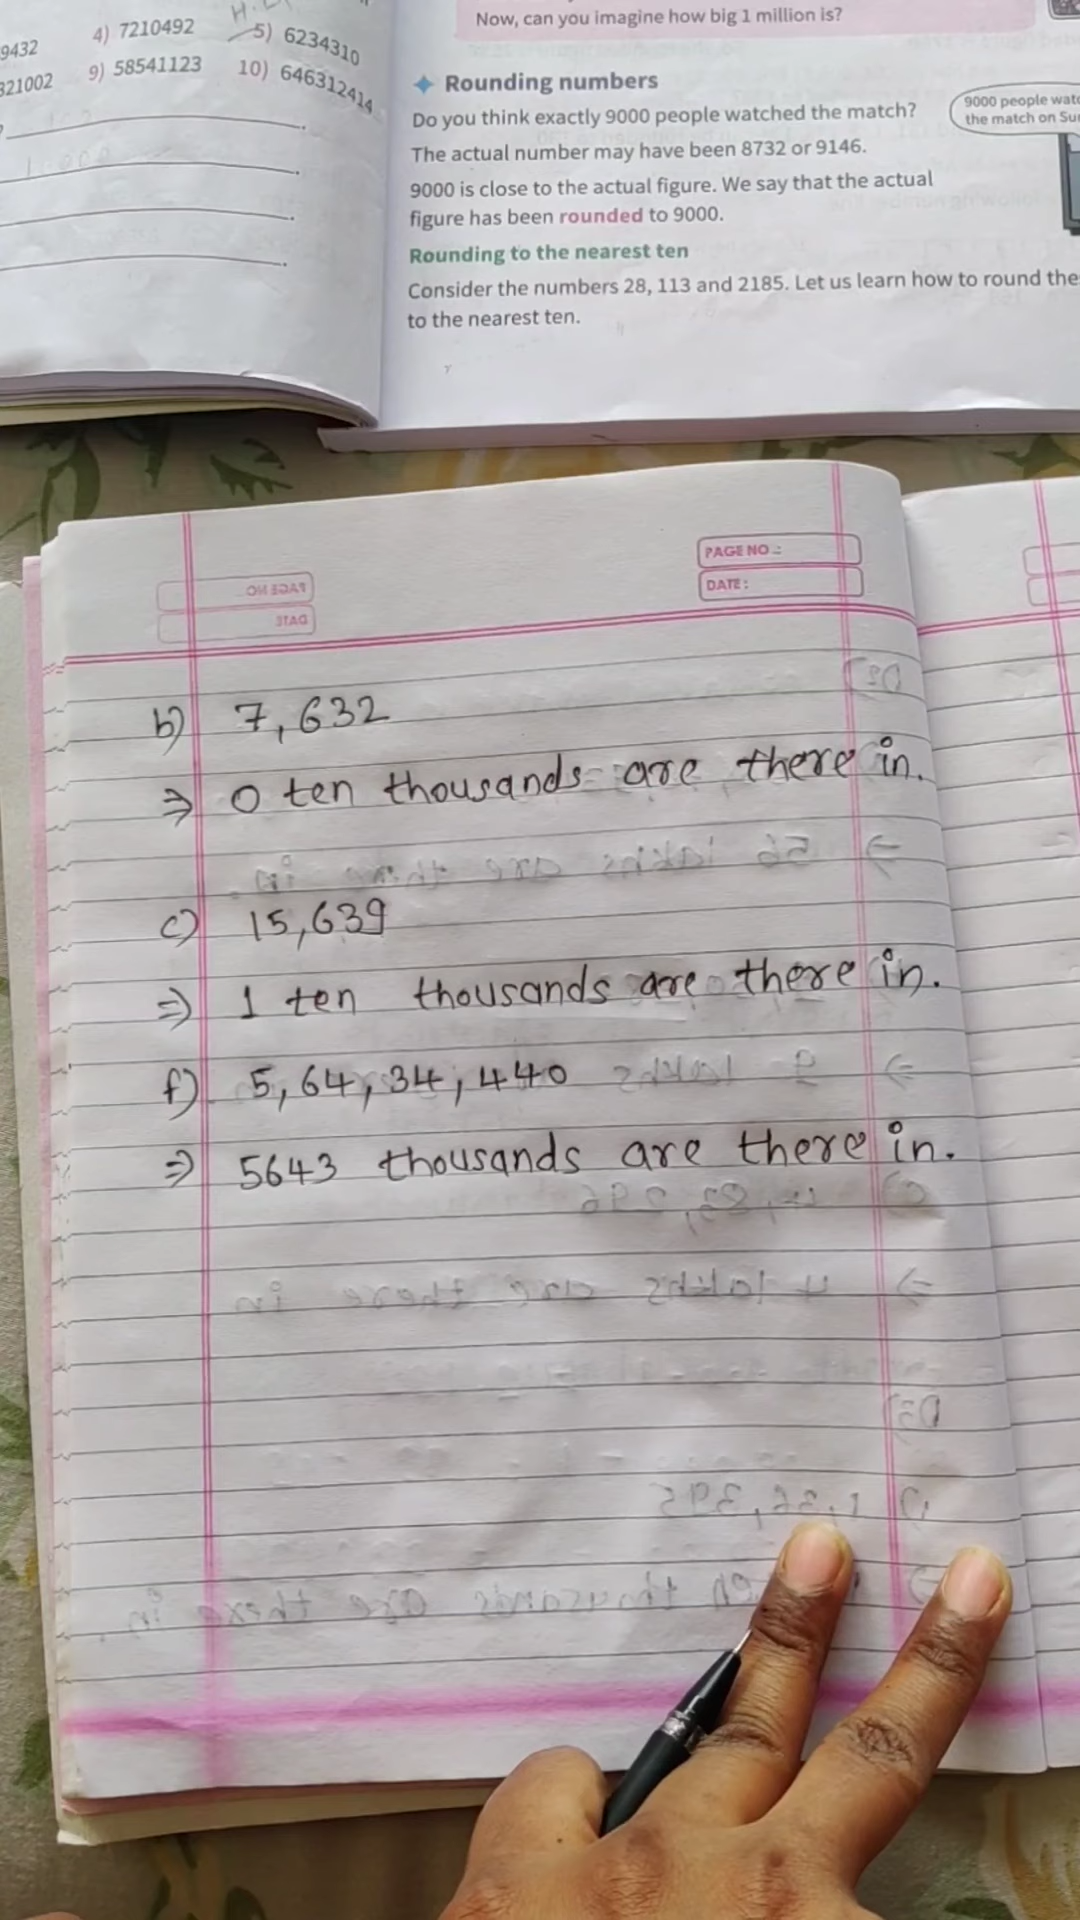 9432
4) 7210492
5) 6234310
321002
9) 58541123
10) 646312414
Now, can you imagine how big 1 million is?
Rounding numbers
Do you think exactly 9000 people watched the match?
The actual number may have been 8732 or 9146.
9000 is close to the actual figure. We say that the actual
figure has been rounded to 9000.
Rounding to the nearest ten
Consider the numbers 28, 113 and 2185. Let us learn how to round the
to the nearest ten.
9000 people
the match on
PAGE NO.:
DATE:
b) 7,632
⇒ 0 ten thousands are there in.
c) 15,639
⇒ 1 ten thousands are there in.
f) 5,64,34,440
⇒ 5643 thousands are there in.